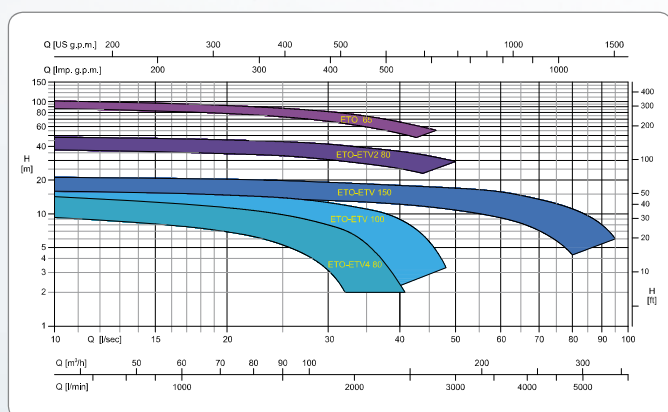 Q [US g.p.m.] 200 300 400 500 1000 1500
Q [Imp. g.p.m.] 200 300 400 500 1000
150
100
80
60
40
20
10
5
4
3
2
1
H
[m]
400
300
200
100
50
40
30
20
10
H
[ft]
ETO 65
ETO-ETV2 80
ETO-ETV 150
ETO-ETV 100
ETO-ETV4 80
10 15 20 30 40 50 60 70 80 90 100
Q [l/sec]
Q [m³/h] 50 60 70 80 90 100 200 300
Q [l/min] 1000 2000 3000 4000 5000